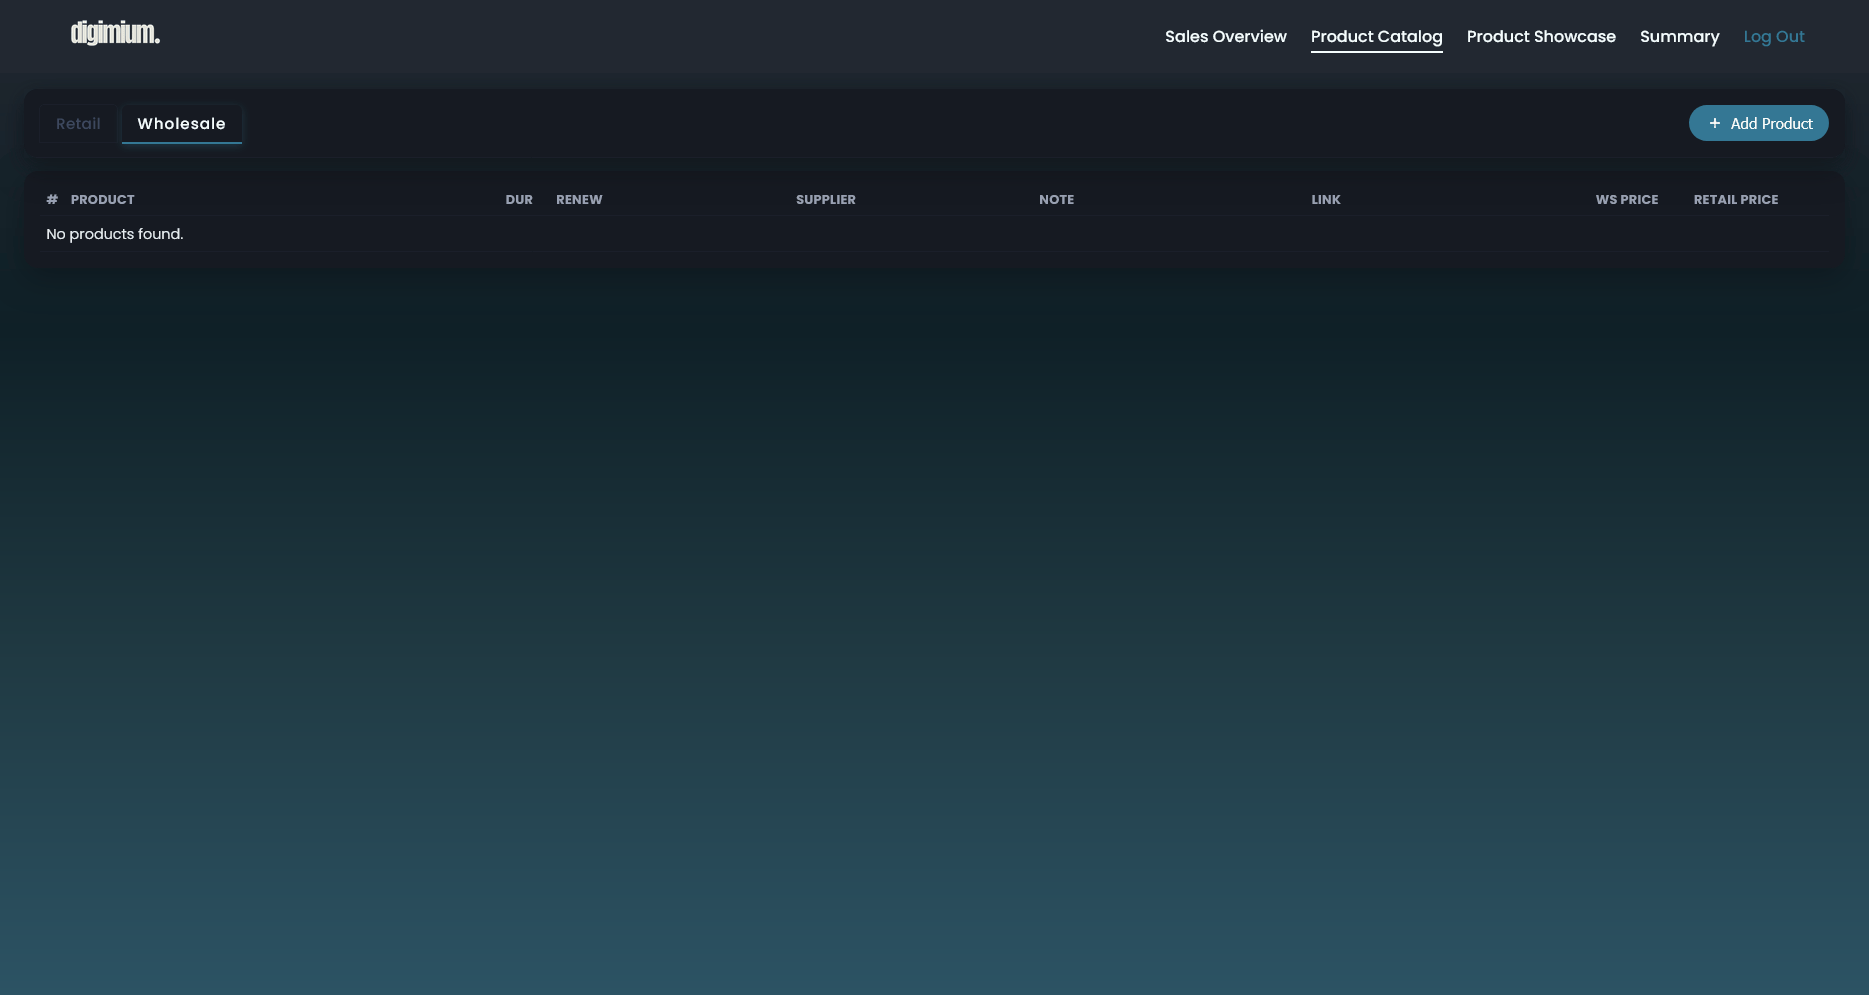 digimium.
Sales Overview Product Catalog Product Showcase Summary Log Out
Retail Wholesale + Add Product
# PRODUCT DUR RENEW SUPPLIER NOTE LINK WS PRICE RETAIL PRICE
No products found.